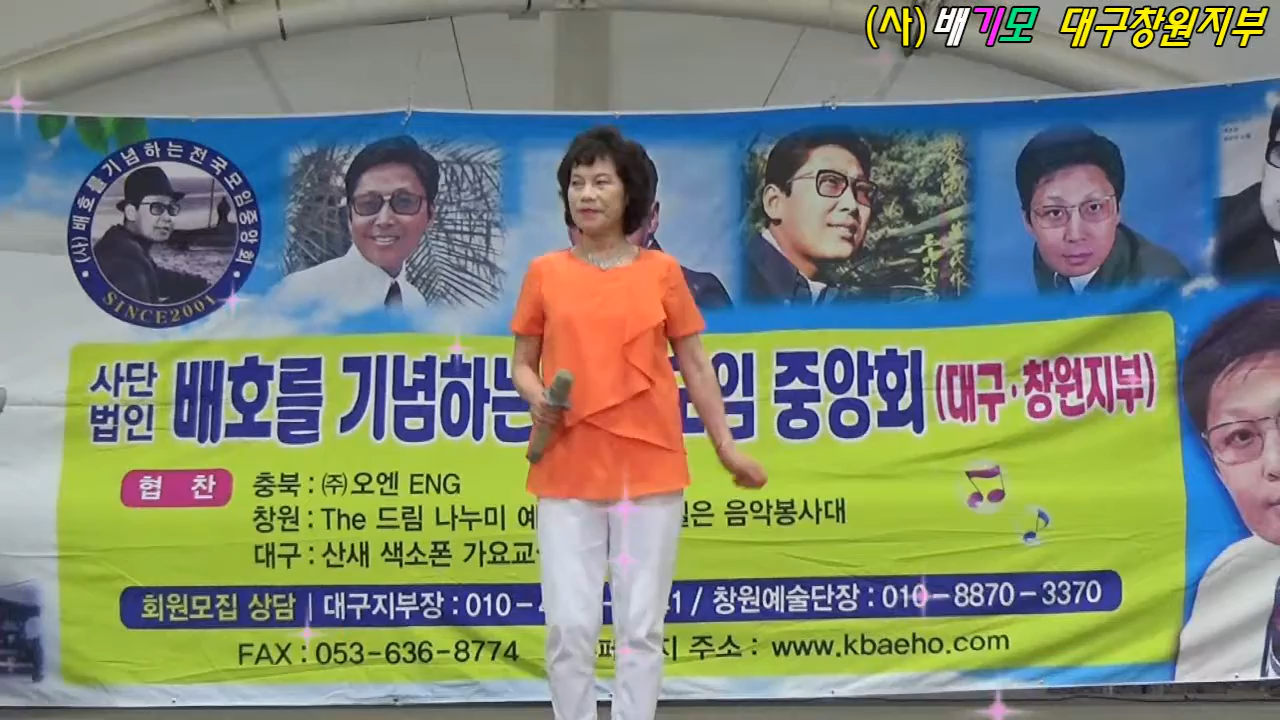 (사)배기모 대구창원지부
(사)배호를기념하는전국모임중앙회
SINCE2001
사단법인 배호를 기념하는 모임 중앙회 (대구·창원지부)
협 찬 충북 : ㈜오엔 ENG
창원 : The 드림 나누미 음악봉사대
대구 : 산새 색소폰
회원모집 상담 | 대구지부장 : 010- / 창원예술단장 : 010-8870-3370
FAX : 053-636-8774 주소 : www.kbaeho.com